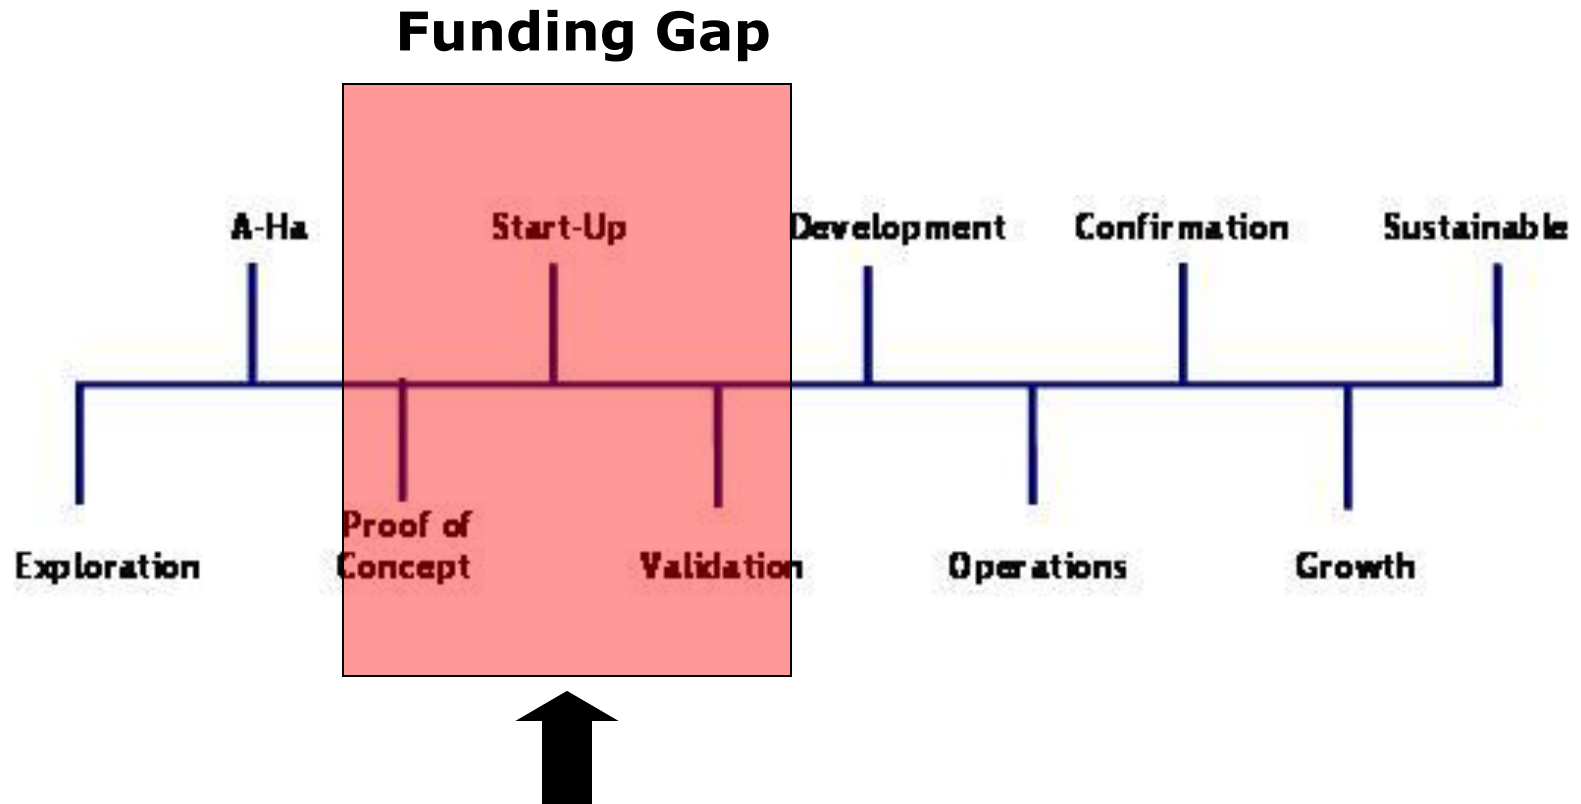 Funding Gap
A-Ha
Start-Up
Development
Confirmation
Sustainable
Exploration
Proof of
Concept
Validation
Operations
Growth